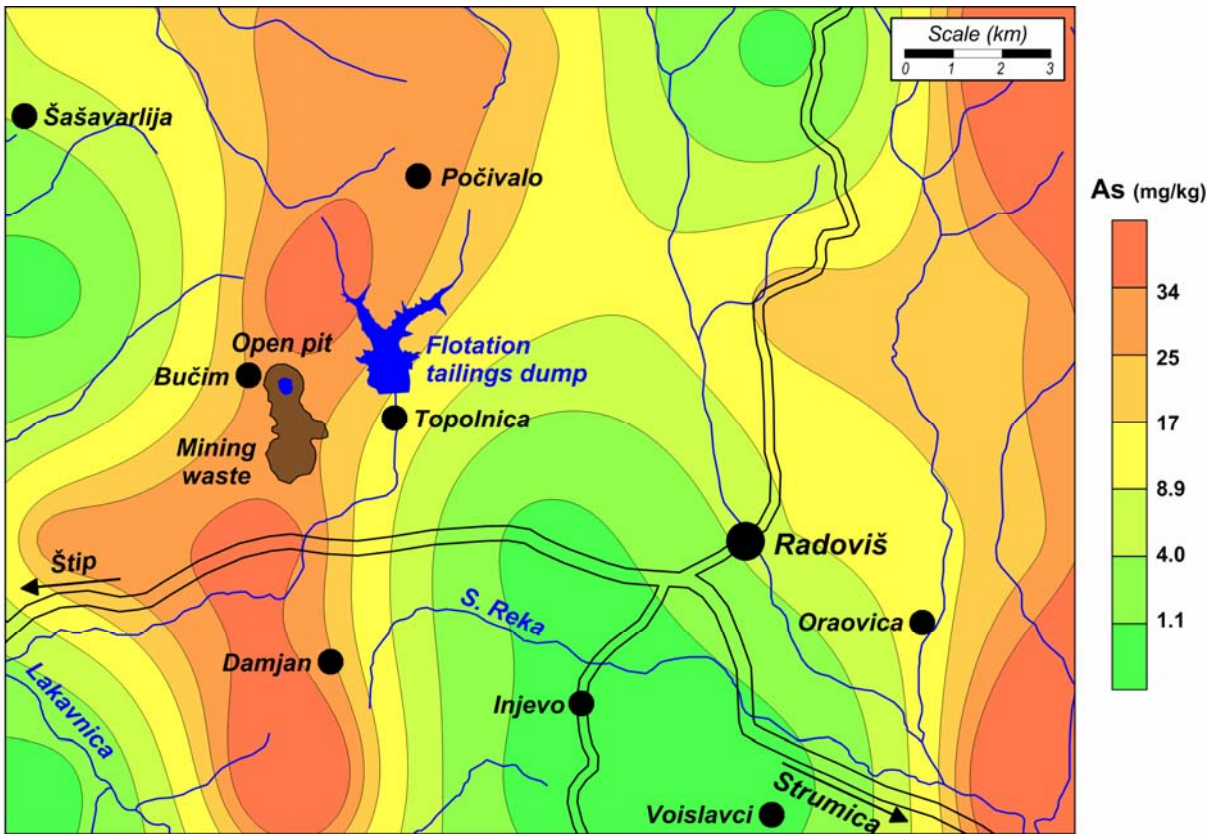 Scale (km)
0 1 2 3
Šašavarlija
Počivalo
As (mg/kg)
34
25
17
8.9
4.0
1.1
Open pit
Bučim
Flotation
tailings dump
Topolnica
Mining
waste
Radoviš
Štip
S. Reka
Oraovica
Damjan
Lakavnica
Injevo
Voislavci
Strumica